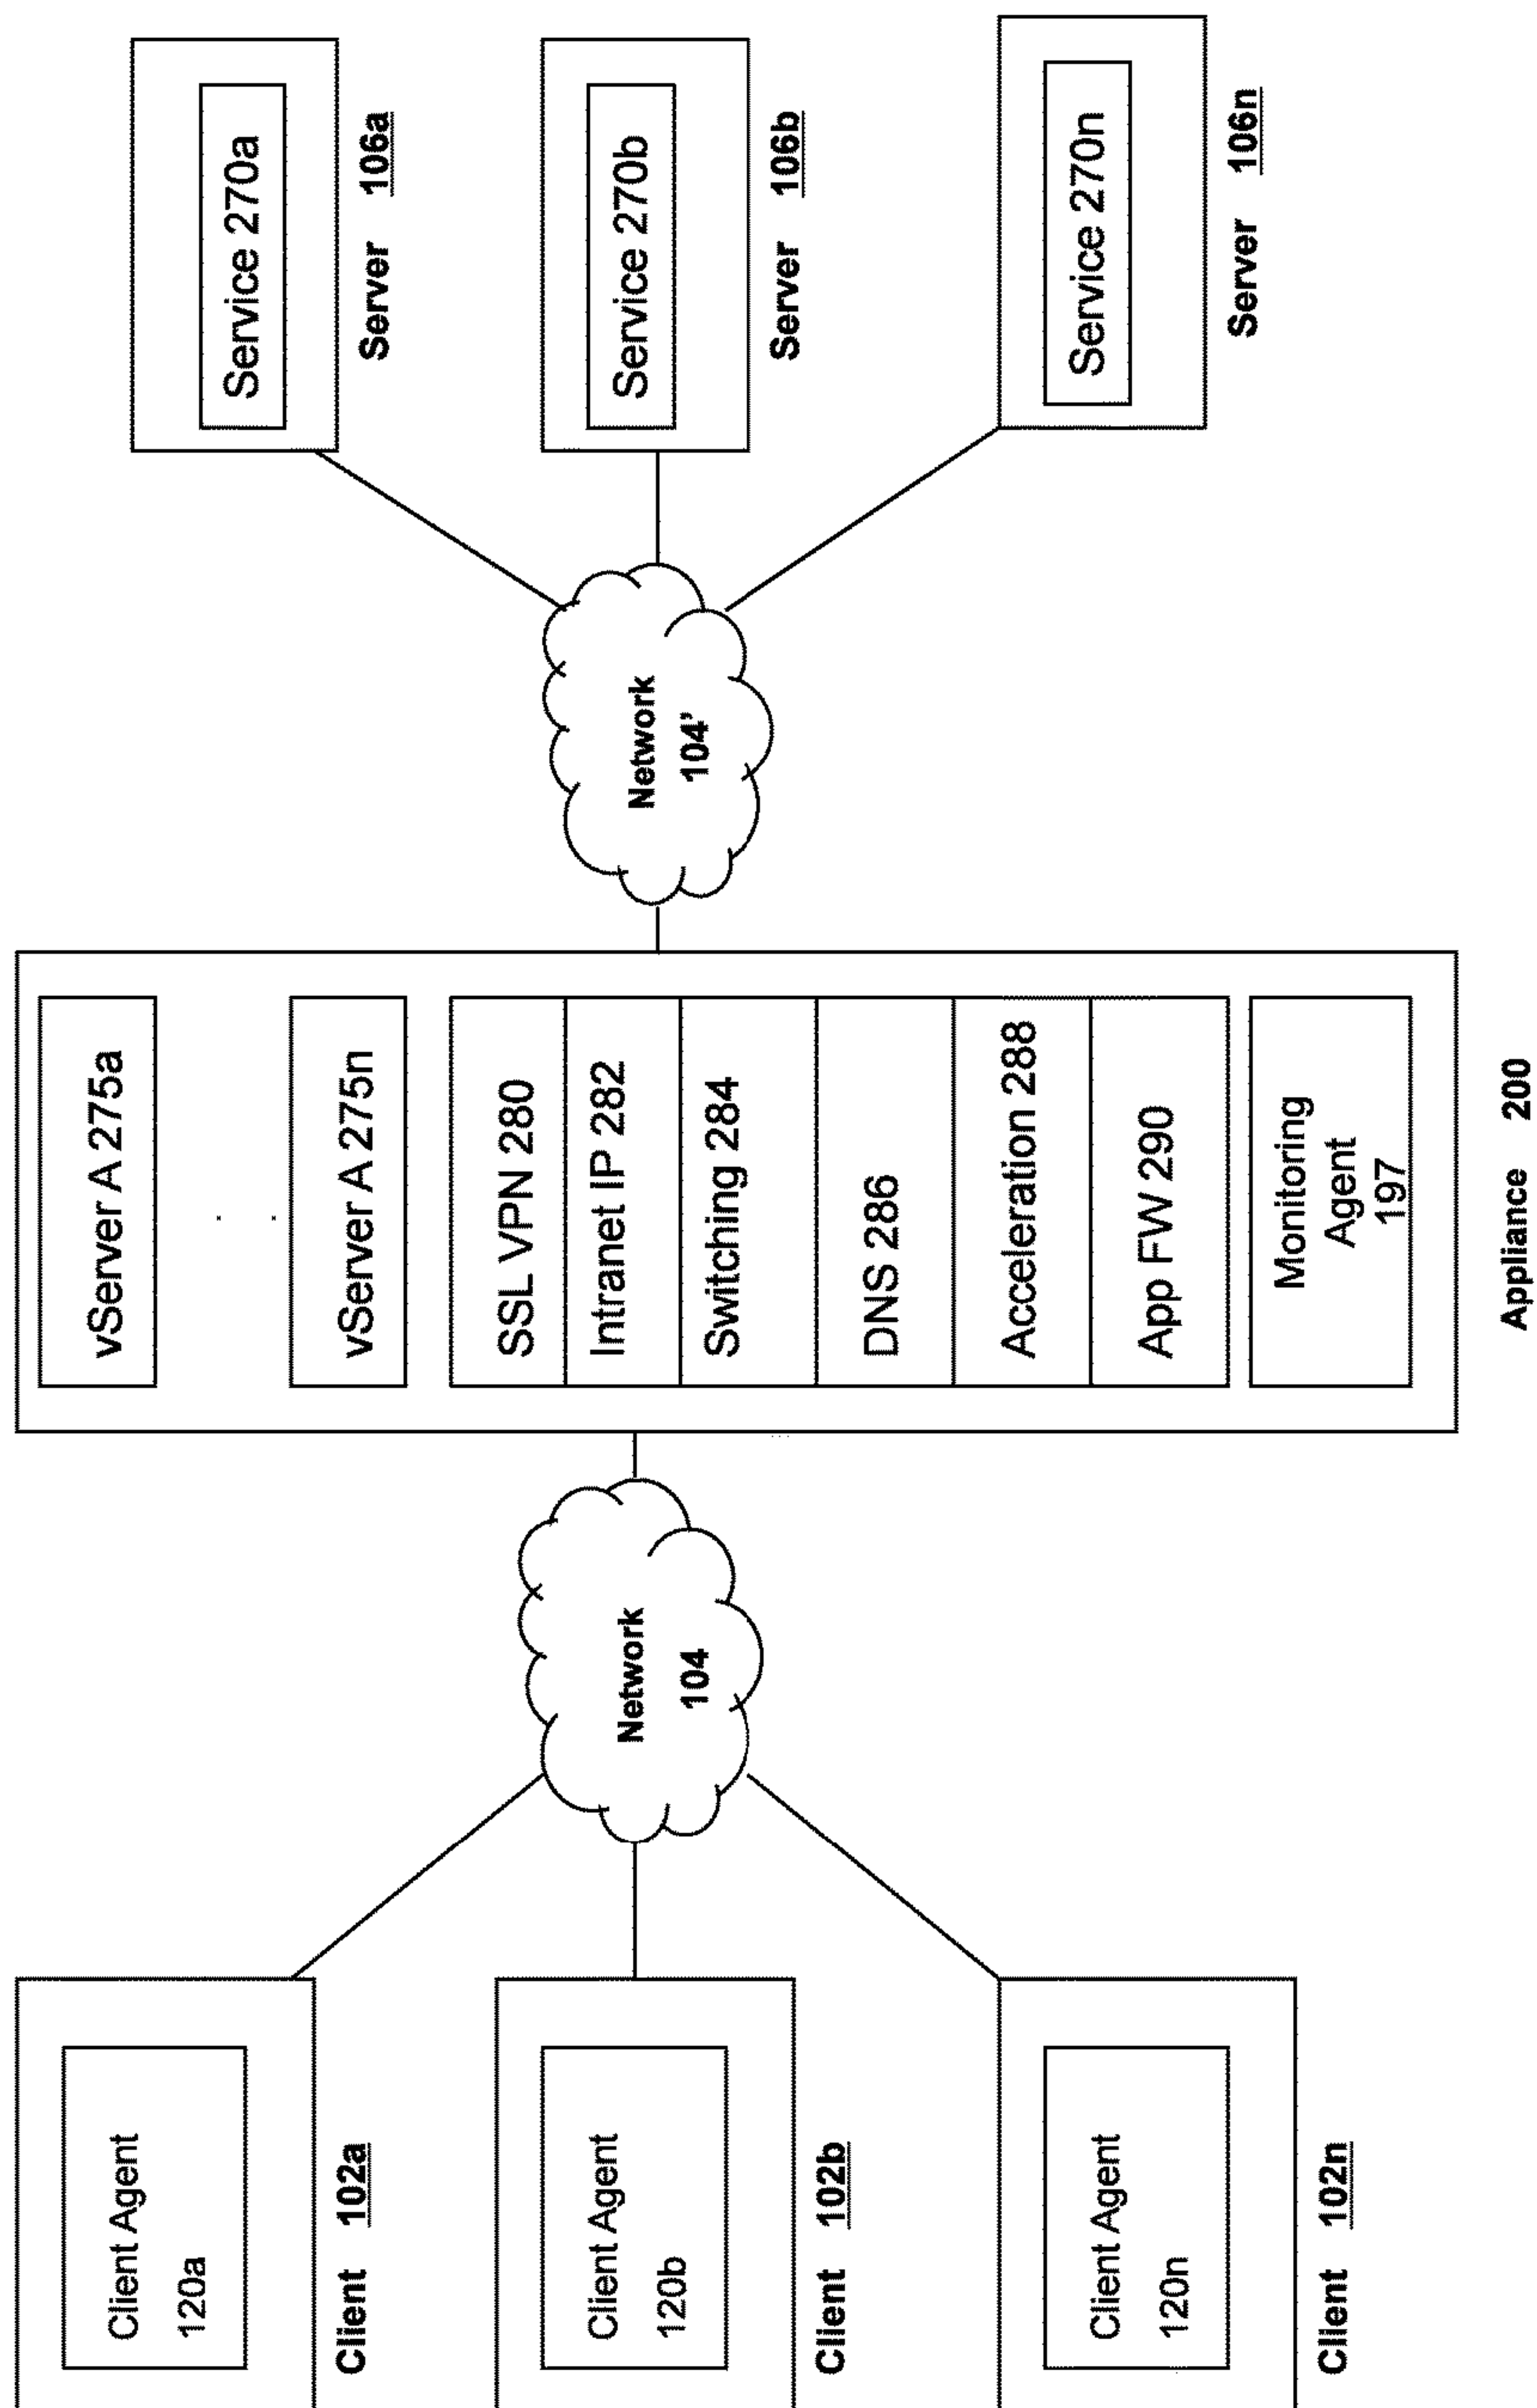 Client Agent
120a
Client 102a
Client Agent
120b
Client 102b
Client Agent
120n
Client 102n
Network
104
vServer A 275a
vServer A 275n
SSL VPN 280
Intranet IP 282
Switching 284
DNS 286
Acceleration 288
App FW 290
Monitoring
Agent
197
Appliance 200
Network
104'
Service 270a
Server 106a
Service 270b
Server 106b
Service 270n
Server 106n